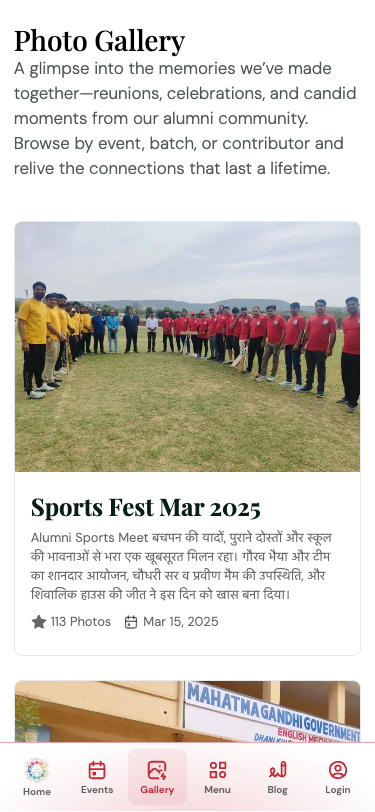 Photo Gallery
A glimpse into the memories we’ve made
together—reunions, celebrations, and candid
moments from our alumni community.
Browse by event, batch, or contributor and
relive the connections that last a lifetime.
Sports Fest Mar 2025
Alumni Sports Meet बचपन की यादों, पुराने दोस्तों और स्कूल
की भावनाओं से भरा एक खूबसूरत मिलन रहा। गौरव भैया और टीम
का शानदार आयोजन, चौधरी सर व प्रवीण मैम की उपस्थिति, और
शिवालिक हाउस की जीत ने इस दिन को खास बना दिया।
113 Photos Mar 15, 2025
MAHATMA GANDHI GOVERNMENT
ENGLISH MEDIUM
Home Events Gallery Menu Blog Login